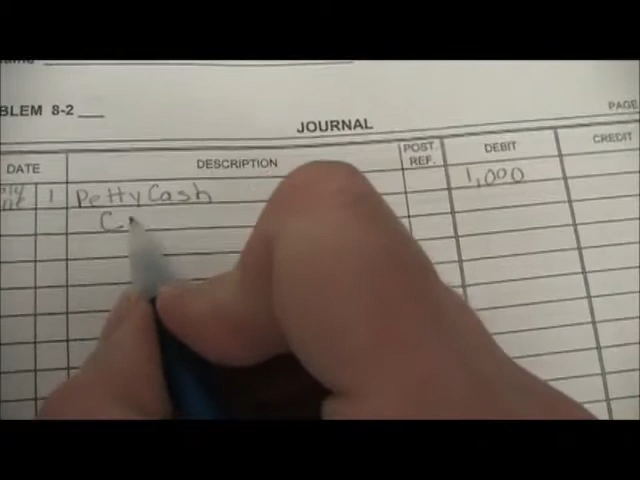 BLEM 8-2
JOURNAL
PAGE
DATE DESCRIPTION POST. REF. DEBIT CREDIT
1 Petty Cash 1,000
C